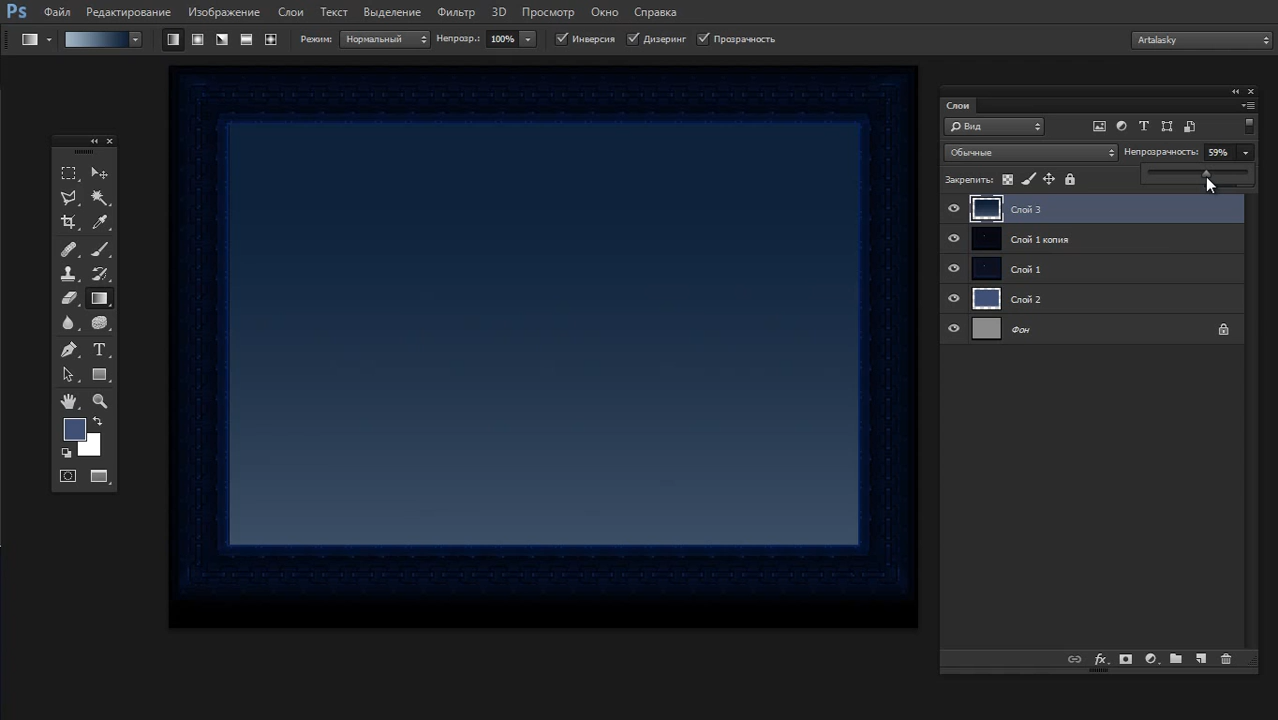 Ps Файл Редактирование Изображение Слои Текст Выделение Фильтр 3D Просмотр Окно Справка
Режим: Нормальный Непрозр.: 100% Инверсия Дизеринг Прозрачность Artalasky
Слои
Вид
Обычные Непрозрачность: 59%
Закрепить:
Слой 3
Слой 1 копия
Слой 1
Слой 2
Фон